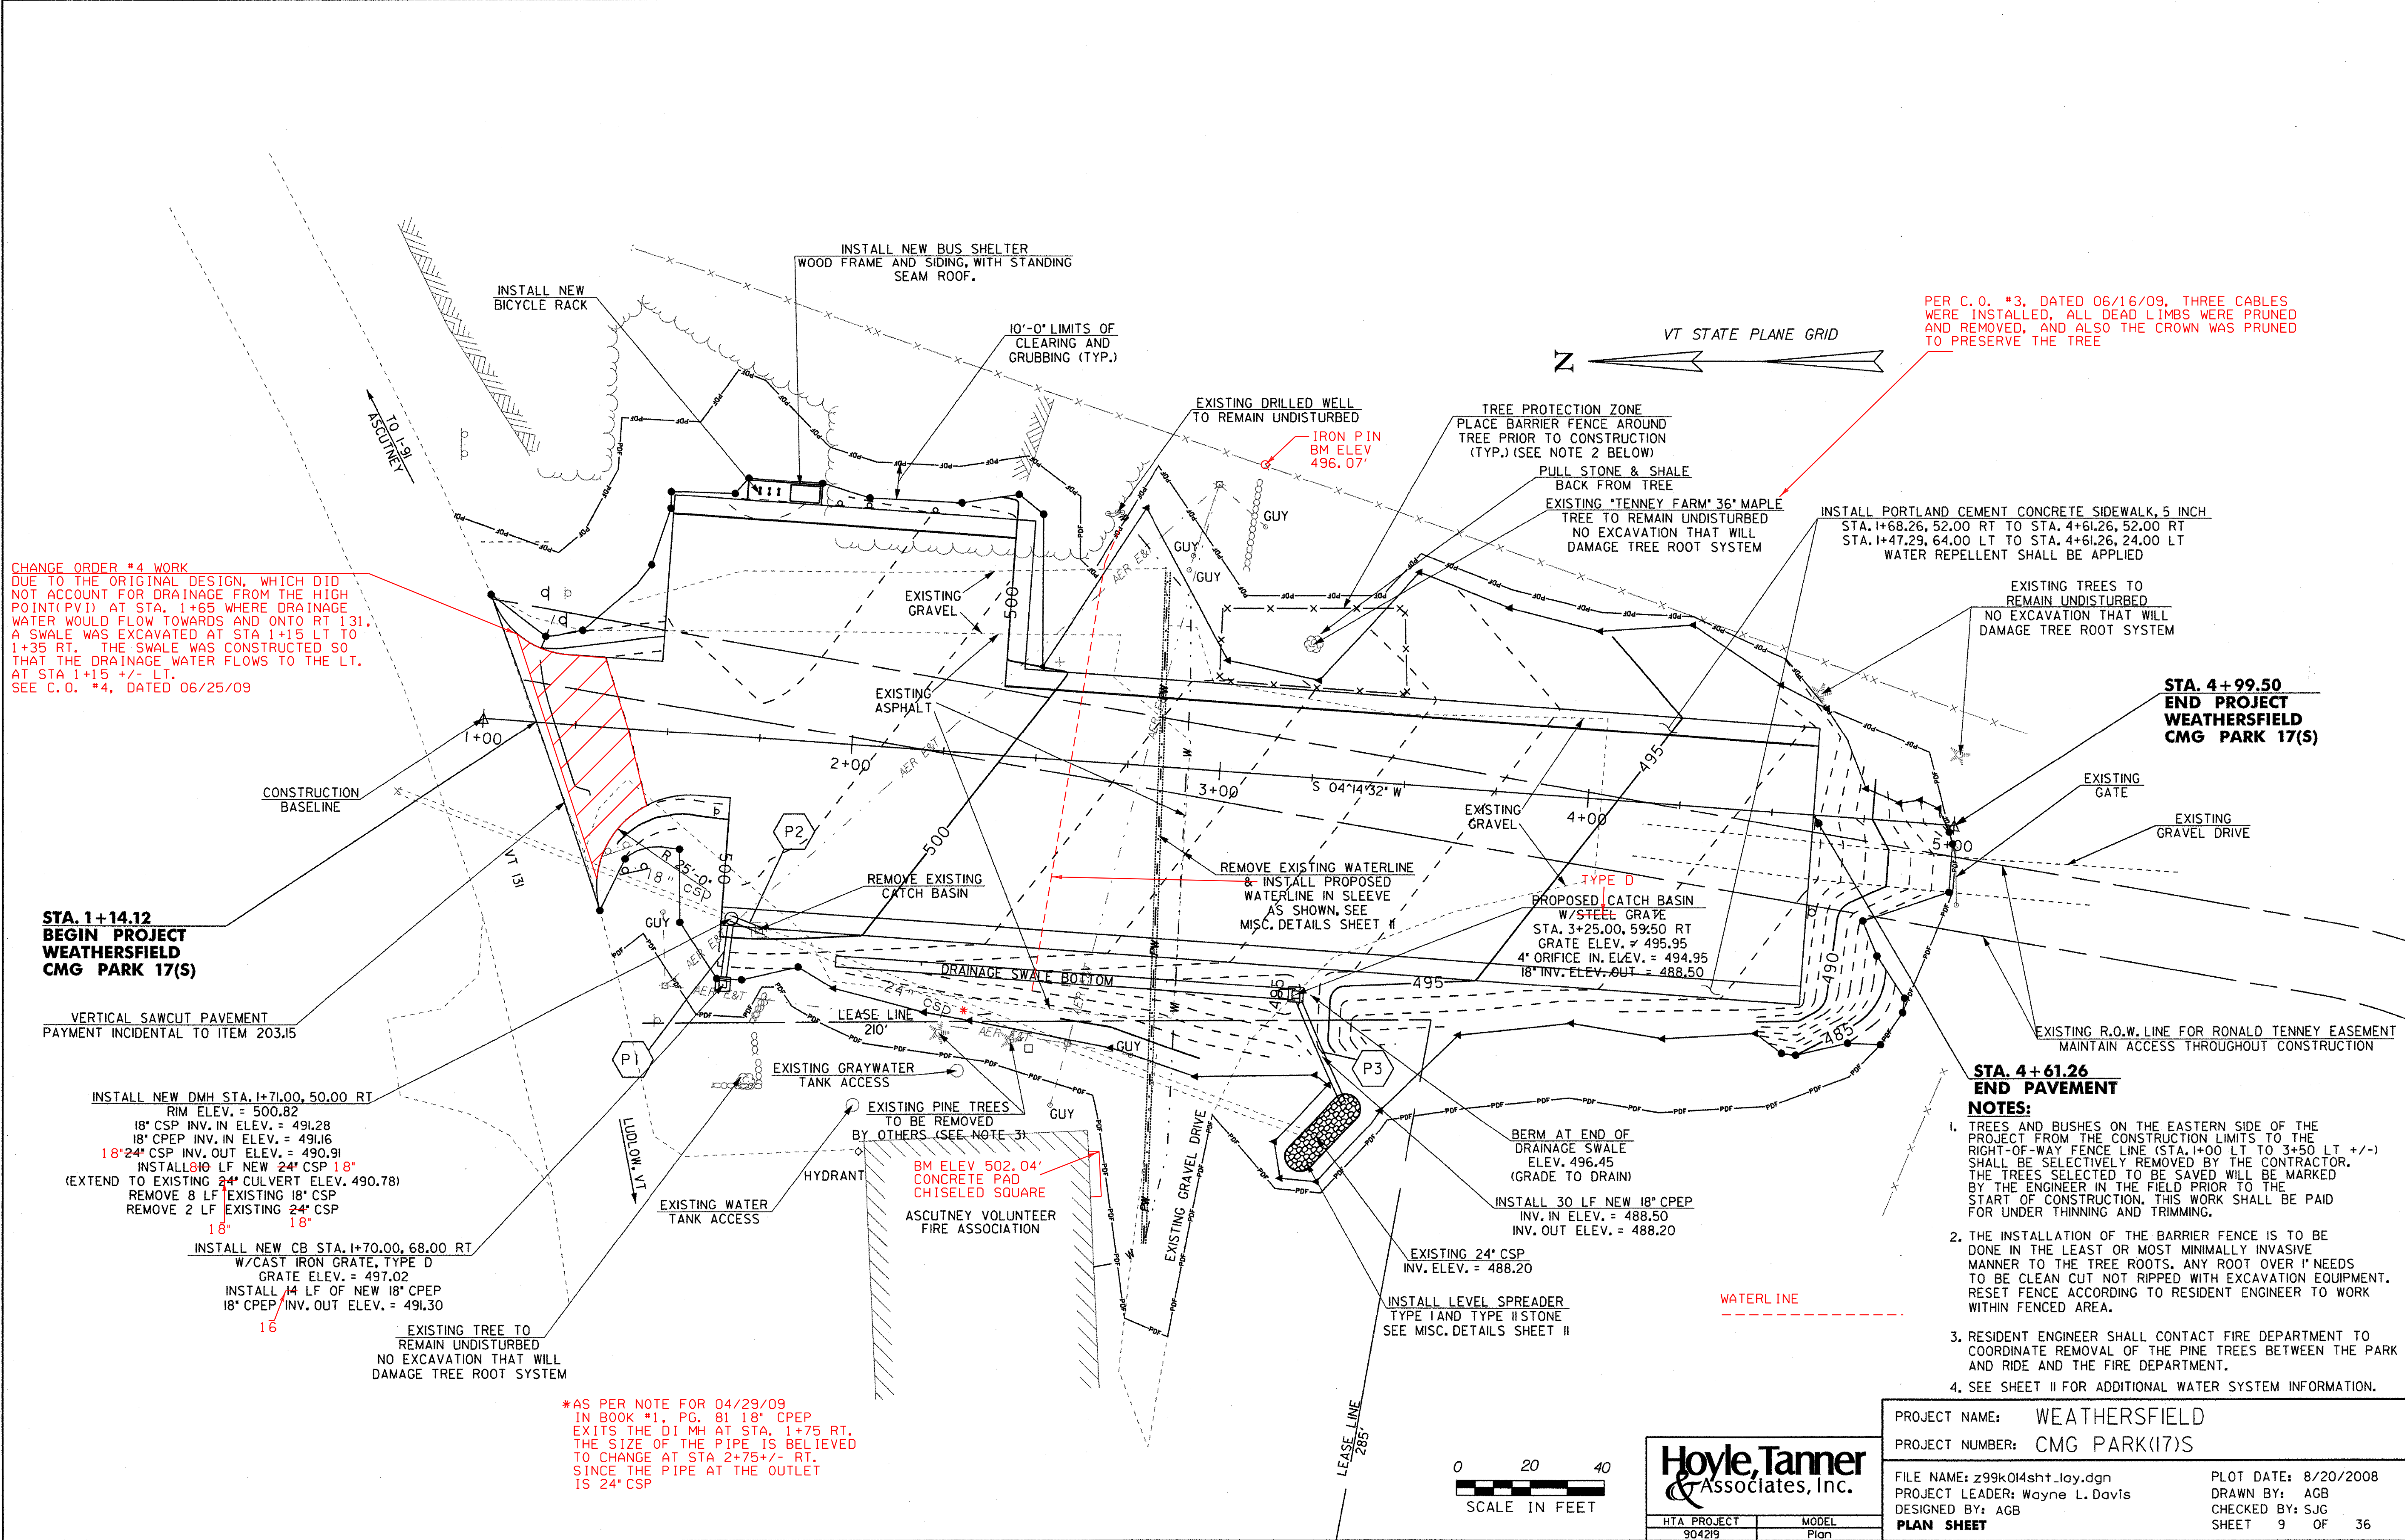 INSTALL NEW BUS SHELTER
WOOD FRAME AND SIDING, WITH STANDING
SEAM ROOF.
INSTALL NEW
BICYCLE RACK
10'-0" LIMITS OF
CLEARING AND
GRUBBING (TYP.)
TO I-91
ASCUTNEY
VT STATE PLANE GRID
Z
PER C.O. #3, DATED 06/16/09, THREE CABLES
WERE INSTALLED, ALL DEAD LIMBS WERE PRUNED
AND REMOVED, AND ALSO THE CROWN WAS PRUNED
TO PRESERVE THE TREE
EXISTING DRILLED WELL
TO REMAIN UNDISTURBED
IRON PIN
BM ELEV
496.07'
TREE PROTECTION ZONE
PLACE BARRIER FENCE AROUND
TREE PRIOR TO CONSTRUCTION
(TYP.) (SEE NOTE 2 BELOW)
PULL STONE & SHALE
BACK FROM TREE
EXISTING "TENNEY FARM" 36" MAPLE
TREE TO REMAIN UNDISTURBED
NO EXCAVATION THAT WILL
DAMAGE TREE ROOT SYSTEM
INSTALL PORTLAND CEMENT CONCRETE SIDEWALK, 5 INCH
STA. 1+68.26, 52.00 RT TO STA. 4+61.26, 52.00 RT
STA. 1+47.29, 64.00 LT TO STA. 4+61.26, 24.00 LT
WATER REPELLENT SHALL BE APPLIED
EXISTING TREES TO
REMAIN UNDISTURBED
NO EXCAVATION THAT WILL
DAMAGE TREE ROOT SYSTEM
CHANGE ORDER #4 WORK
DUE TO THE ORIGINAL DESIGN, WHICH DID
NOT ACCOUNT FOR DRAINAGE FROM THE HIGH
POINT(PVI) AT STA. 1+65 WHERE DRAINAGE
WATER WOULD FLOW TOWARDS AND ONTO RT 131,
A SWALE WAS EXCAVATED AT STA 1+15 LT TO
1+35 RT. THE SWALE WAS CONSTRUCTED SO
THAT THE DRAINAGE WATER FLOWS TO THE LT.
AT STA 1+15 +/- LT.
SEE C.O. #4, DATED 06/25/09
GUY
GUY
GUY
AER E&T
EXISTING
GRAVEL
500
EXISTING
ASPHALT
STA. 4+99.50
END PROJECT
WEATHERSFIELD
CMG PARK 17(S)
1+00
2+00
3+00
S 04°14'32" W
4+00
5+00
495
AER E&T
CONSTRUCTION
BASELINE
EXISTING
GATE
EXISTING
GRAVEL DRIVE
EXISTING
GRAVEL
P2
500
500
R 25'-0"
18" CSP
VT 131
REMOVE EXISTING
CATCH BASIN
REMOVE EXISTING WATERLINE
& INSTALL PROPOSED
WATERLINE IN SLEEVE
AS SHOWN, SEE
MISC. DETAILS SHEET 11
TYPE D
PROPOSED CATCH BASIN
W/STEEL GRATE
STA. 3+25.00, 59.50 RT
GRATE ELEV. = 495.95
4" ORIFICE IN. ELEV. = 494.95
18" INV. ELEV. OUT = 488.50
STA. 1+14.12
BEGIN PROJECT
WEATHERSFIELD
CMG PARK 17(S)
GUY
AER E&T
AER E&T
DRAINAGE SWALE BOTTOM
24" CSP *
495
485
490
485
VERTICAL SAWCUT PAVEMENT
PAYMENT INCIDENTAL TO ITEM 203.15
LEASE LINE
210'
AER E&T
GUY
P1
P3
EXISTING R.O.W. LINE FOR RONALD TENNEY EASEMENT
MAINTAIN ACCESS THROUGHOUT CONSTRUCTION
STA. 4+61.26
END PAVEMENT
EXISTING GRAYWATER
TANK ACCESS
INSTALL NEW DMH STA. 1+71.00, 50.00 RT
RIM ELEV. = 500.82
18" CSP INV. IN ELEV. = 491.28
18" CPEP INV. IN ELEV. = 491.16
18" 24" CSP INV. OUT ELEV. = 490.91
INSTALL 8 10 LF NEW 24" CSP 18"
(EXTEND TO EXISTING 24" CULVERT ELEV. 490.78)
REMOVE 8 LF EXISTING 18" CSP
REMOVE 2 LF EXISTING 24" CSP
18" 18"
EXISTING PINE TREES
TO BE REMOVED
BY OTHERS (SEE NOTE 3)
GUY
HYDRANT
LUDLOW, VT
BM ELEV 502.04'
CONCRETE PAD
CHISELED SQUARE
ASCUTNEY VOLUNTEER
FIRE ASSOCIATION
EXISTING WATER
TANK ACCESS
EXISTING GRAVEL DRIVE
BERM AT END OF
DRAINAGE SWALE
ELEV. 496.45
(GRADE TO DRAIN)
INSTALL 30 LF NEW 18" CPEP
INV. IN ELEV. = 488.50
INV. OUT ELEV. = 488.20
EXISTING 24" CSP
INV. ELEV. = 488.20
INSTALL LEVEL SPREADER
TYPE I AND TYPE II STONE
SEE MISC. DETAILS SHEET 11
INSTALL NEW CB STA. 1+70.00, 68.00 RT
W/CAST IRON GRATE, TYPE D
GRATE ELEV. = 497.02
INSTALL 14 LF OF NEW 18" CPEP
18" CPEP INV. OUT ELEV. = 491.30
16
EXISTING TREE TO
REMAIN UNDISTURBED
NO EXCAVATION THAT WILL
DAMAGE TREE ROOT SYSTEM
*AS PER NOTE FOR 04/29/09
IN BOOK #1, PG. 81 18" CPEP
EXITS THE DI MH AT STA. 1+75 RT.
THE SIZE OF THE PIPE IS BELIEVED
TO CHANGE AT STA 2+75+/- RT.
SINCE THE PIPE AT THE OUTLET
IS 24" CSP
WATERLINE
LEASE LINE
285'
NOTES:
1. TREES AND BUSHES ON THE EASTERN SIDE OF THE
PROJECT FROM THE CONSTRUCTION LIMITS TO THE
RIGHT-OF-WAY FENCE LINE (STA. 1+00 LT TO 3+50 LT +/-)
SHALL BE SELECTIVELY REMOVED BY THE CONTRACTOR.
THE TREES SELECTED TO BE SAVED WILL BE MARKED
BY THE ENGINEER IN THE FIELD PRIOR TO THE
START OF CONSTRUCTION. THIS WORK SHALL BE PAID
FOR UNDER THINNING AND TRIMMING.
2. THE INSTALLATION OF THE BARRIER FENCE IS TO BE
DONE IN THE LEAST OR MOST MINIMALLY INVASIVE
MANNER TO THE TREE ROOTS. ANY ROOT OVER 1" NEEDS
TO BE CLEAN CUT NOT RIPPED WITH EXCAVATION EQUIPMENT.
RESET FENCE ACCORDING TO RESIDENT ENGINEER TO WORK
WITHIN FENCED AREA.
3. RESIDENT ENGINEER SHALL CONTACT FIRE DEPARTMENT TO
COORDINATE REMOVAL OF THE PINE TREES BETWEEN THE PARK
AND RIDE AND THE FIRE DEPARTMENT.
4. SEE SHEET 11 FOR ADDITIONAL WATER SYSTEM INFORMATION.
0 20 40
SCALE IN FEET
Hoyle, Tanner
& Associates, Inc.
HTA PROJECT MODEL
904219 Plan
PROJECT NAME: WEATHERSFIELD
PROJECT NUMBER: CMG PARK(17)S
FILE NAME: z99k014sht_lay.dgn PLOT DATE: 8/20/2008
PROJECT LEADER: Wayne L. Davis DRAWN BY: AGB
DESIGNED BY: AGB CHECKED BY: SJG
PLAN SHEET SHEET 9 OF 36